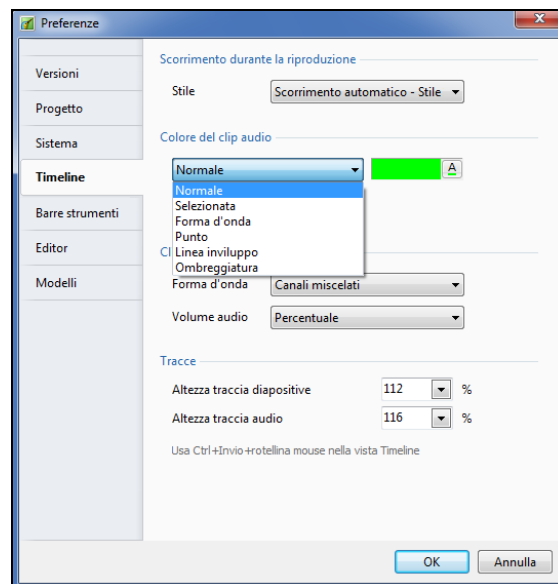 Preferenze
Versioni
Progetto
Sistema
Timeline
Barre strumenti
Editor
Modelli
Scorrimento durante la riproduzione
Stile Scorrimento automatico - Stile
Colore del clip audio
Normale A
Normale
Selezionata
Forma d'onda
Punto
Linea inviluppo
Ombreggiatura
Cl
Forma d'onda Canali miscelati
Volume audio Percentuale
Tracce
Altezza traccia diapositive 112 %
Altezza traccia audio 116 %
Usa Ctrl+Invio+rotellina mouse nella vista Timeline
OK Annulla